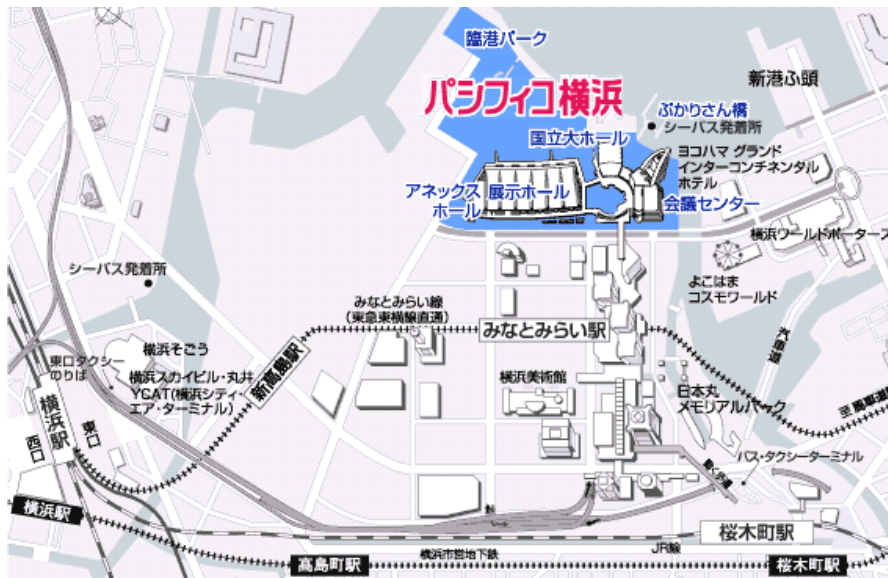 臨港パーク
パシフィコ横浜
新港ふ頭
ぷかりさん橋
シーバス発着所
国立大ホール
ヨコハマ グランド
インターコンチネンタル
ホテル
アネックス
ホール
展示ホール
会議センター
横浜ワールドポーターズ
シーバス発着所
よこはま
コスモワールド
みなとみらい線
(東急東横線直通)
みなとみらい駅
汽車道
東口タクシー
のりば
横浜そごう
新高島駅
横浜スカイビル・丸井
YCAT(横浜シティ・
エア・ターミナル)
横浜美術館
日本丸
メモリアルパーク
至馬車道
横浜駅
東口
西口
動く歩道
バス・タクシーターミナル
横浜駅
桜木町駅
JR線
横浜市営地下鉄
高島町駅
桜木町駅